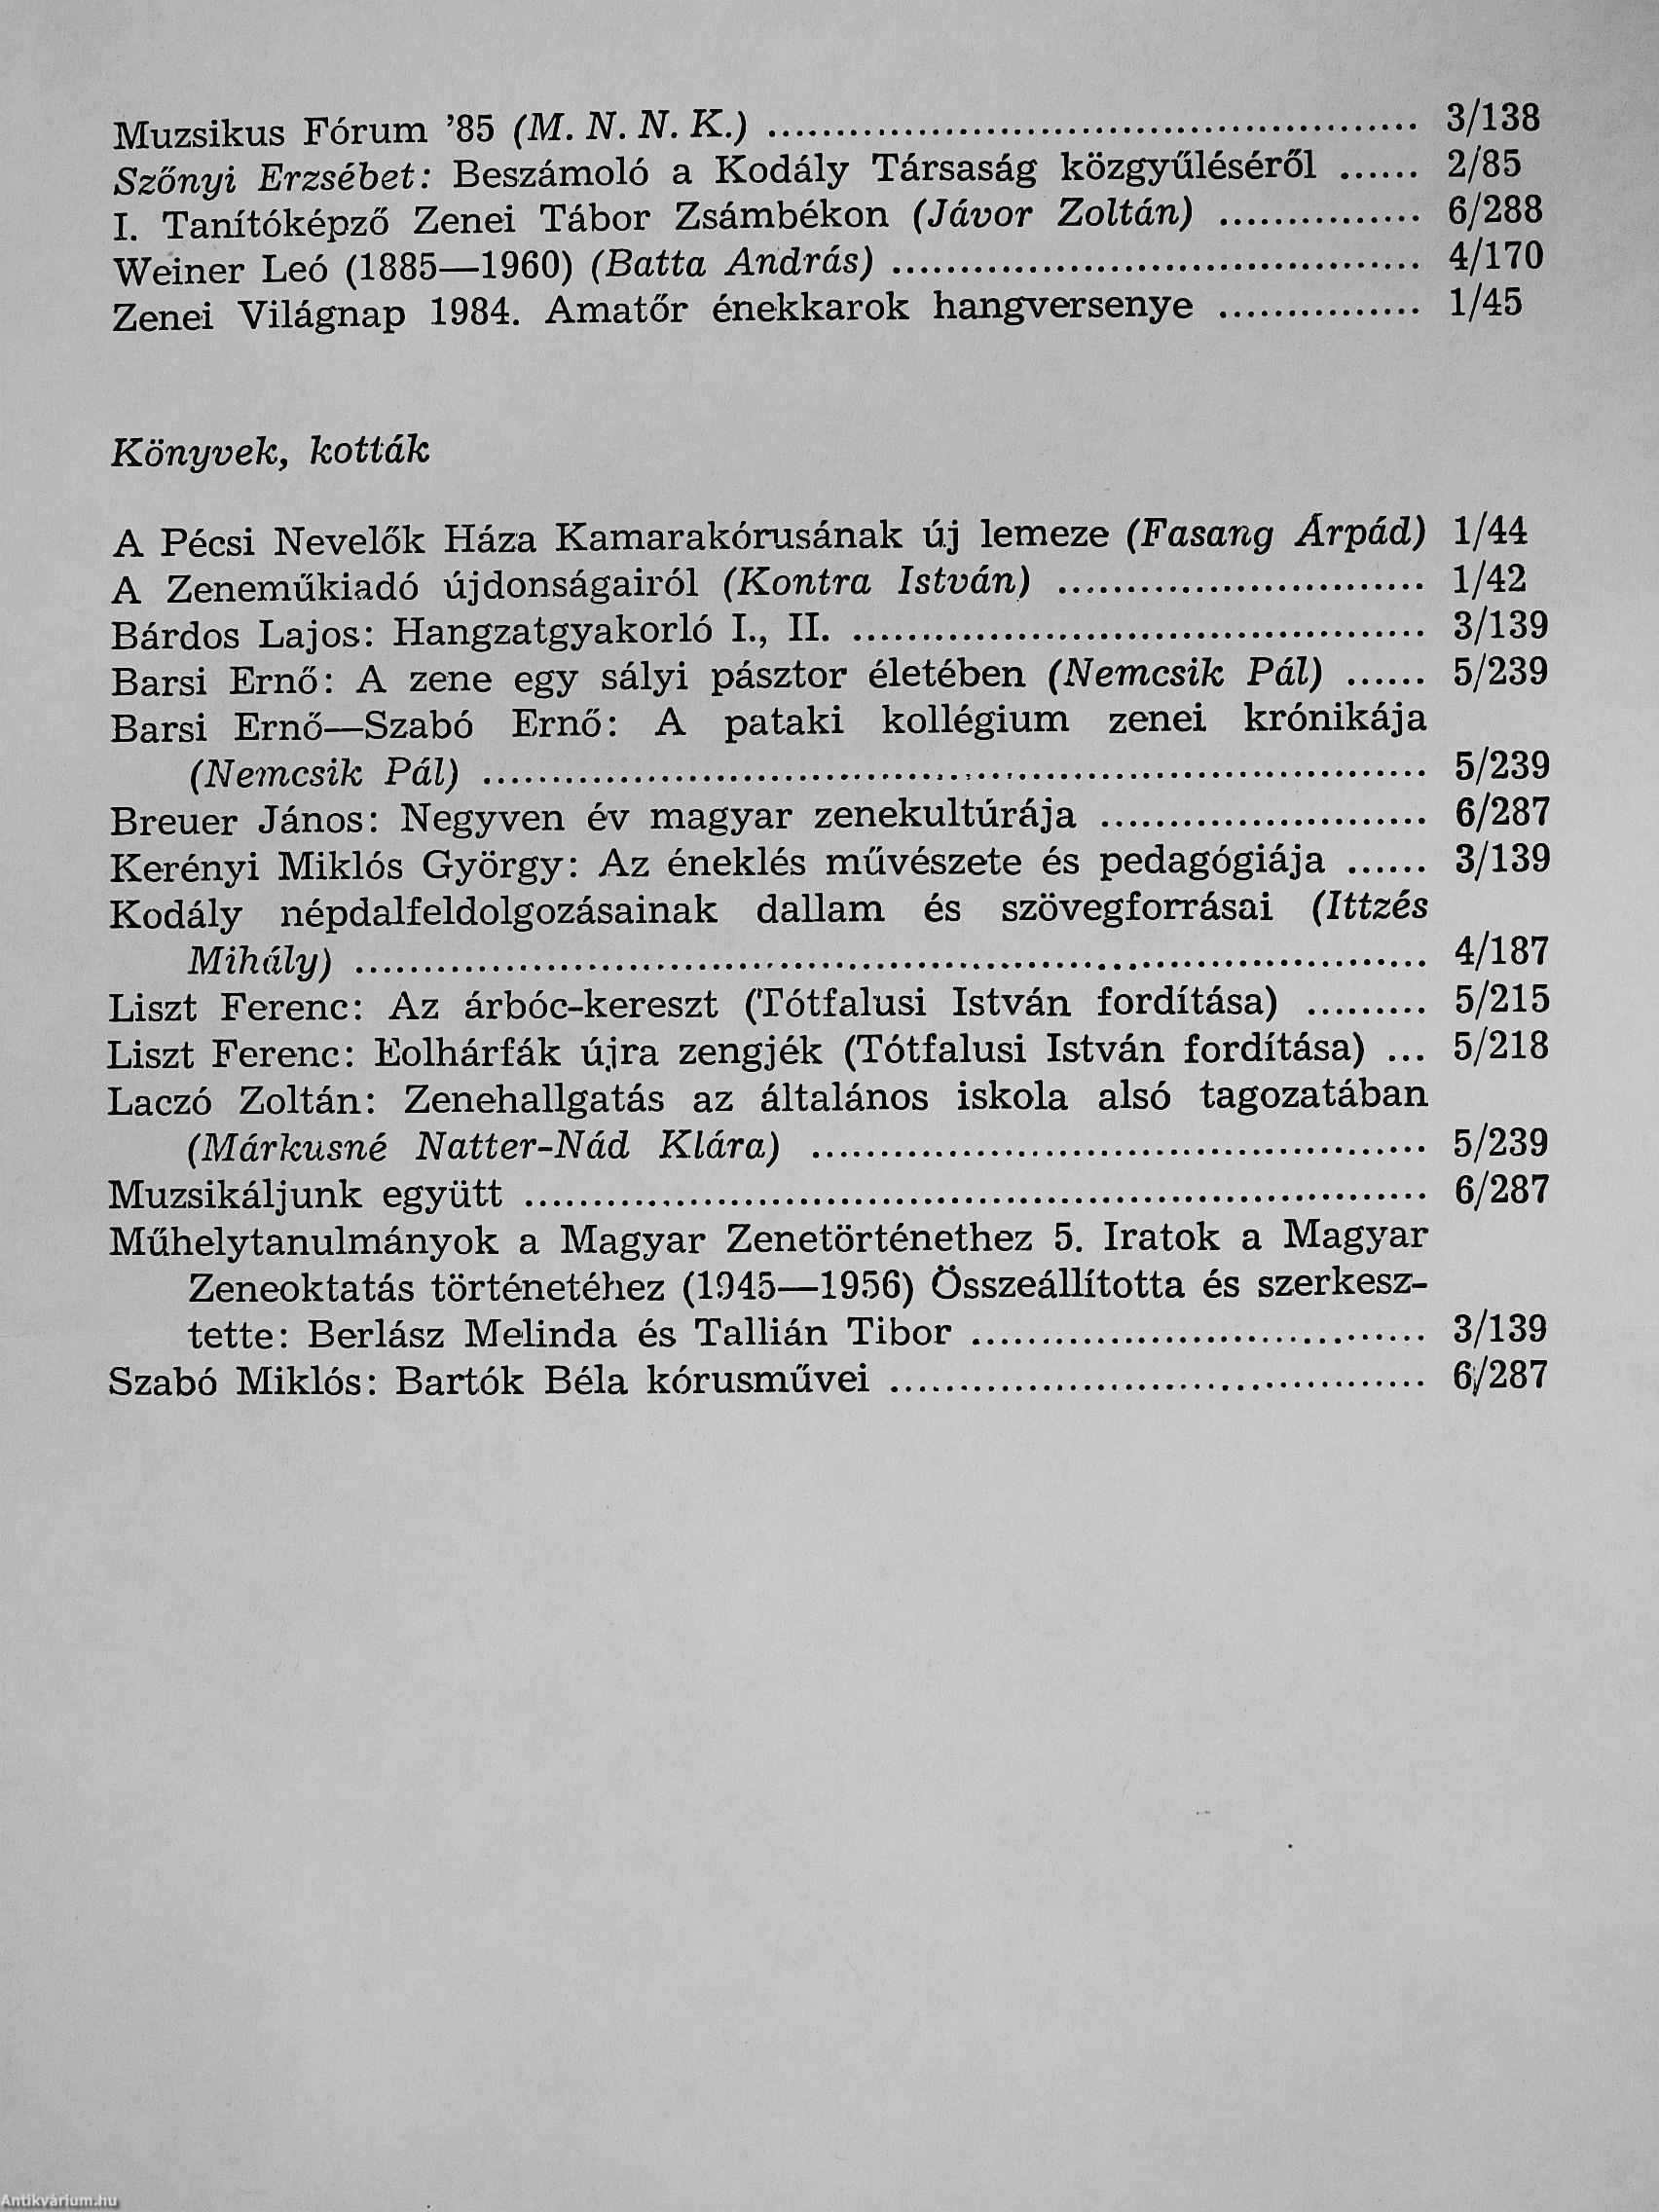 Muzsikus Fórum ’85 (M. N. N. K.) ........................................ 3/138
Szőnyi Erzsébet: Beszámoló a Kodály Társaság közgyűléséről ...... 2/85
I. Tanítóképző Zenei Tábor Zsámbékon (Jávor Zoltán) ............... 6/288
Weiner Leó (1885—1960) (Batta András) ........................................ 4/170
Zenei Világnap 1984. Amatőr énekkarok hangversenye ............... 1/45
Könyvek, kották
A Pécsi Nevelők Háza Kamarakórusának új lemeze (Fasang Árpád) 1/44
A Zeneműkiadó újdonságairól (Kontra István) ........................... 1/42
Bárdos Lajos: Hangzatgyakorló I., II. ........................................ 3/139
Barsi Ernő: A zene egy sályi pásztor életében (Nemcsik Pál) ...... 5/239
Barsi Ernő—Szabó Ernő: A pataki kollégium zenei krónikája
(Nemcsik Pál) ........................................ 5/239
Breuer János: Negyven év magyar zenekultúrája ........................ 6/287
Kerényi Miklós György: Az éneklés művészete és pedagógiája ...... 3/139
Kodály népdalfeldolgozásainak dallam és szövegforrásai (Ittzés
Mihály) ........................................ 4/187
Liszt Ferenc: Az árbóc-kereszt (Tótfalusi István fordítása) ......... 5/215
Liszt Ferenc: Eolhárfák újra zengjék (Tótfalusi István fordítása) ... 5/218
Laczó Zoltán: Zenehallgatás az általános iskola alsó tagozatában
(Márkusné Natter-Nád Klára) ........................................ 5/239
Muzsikáljunk együtt ........................................ 6/287
Műhelytanulmányok a Magyar Zenetörténethez 5. Iratok a Magyar
Zeneoktatás történetéhez (1945—1956) Összeállította és szerkesz-
tette: Berlász Melinda és Tallián Tibor .................................. 3/139
Szabó Miklós: Bartók Béla kórusművei ........................................ 6/287
Antikvárium.hu